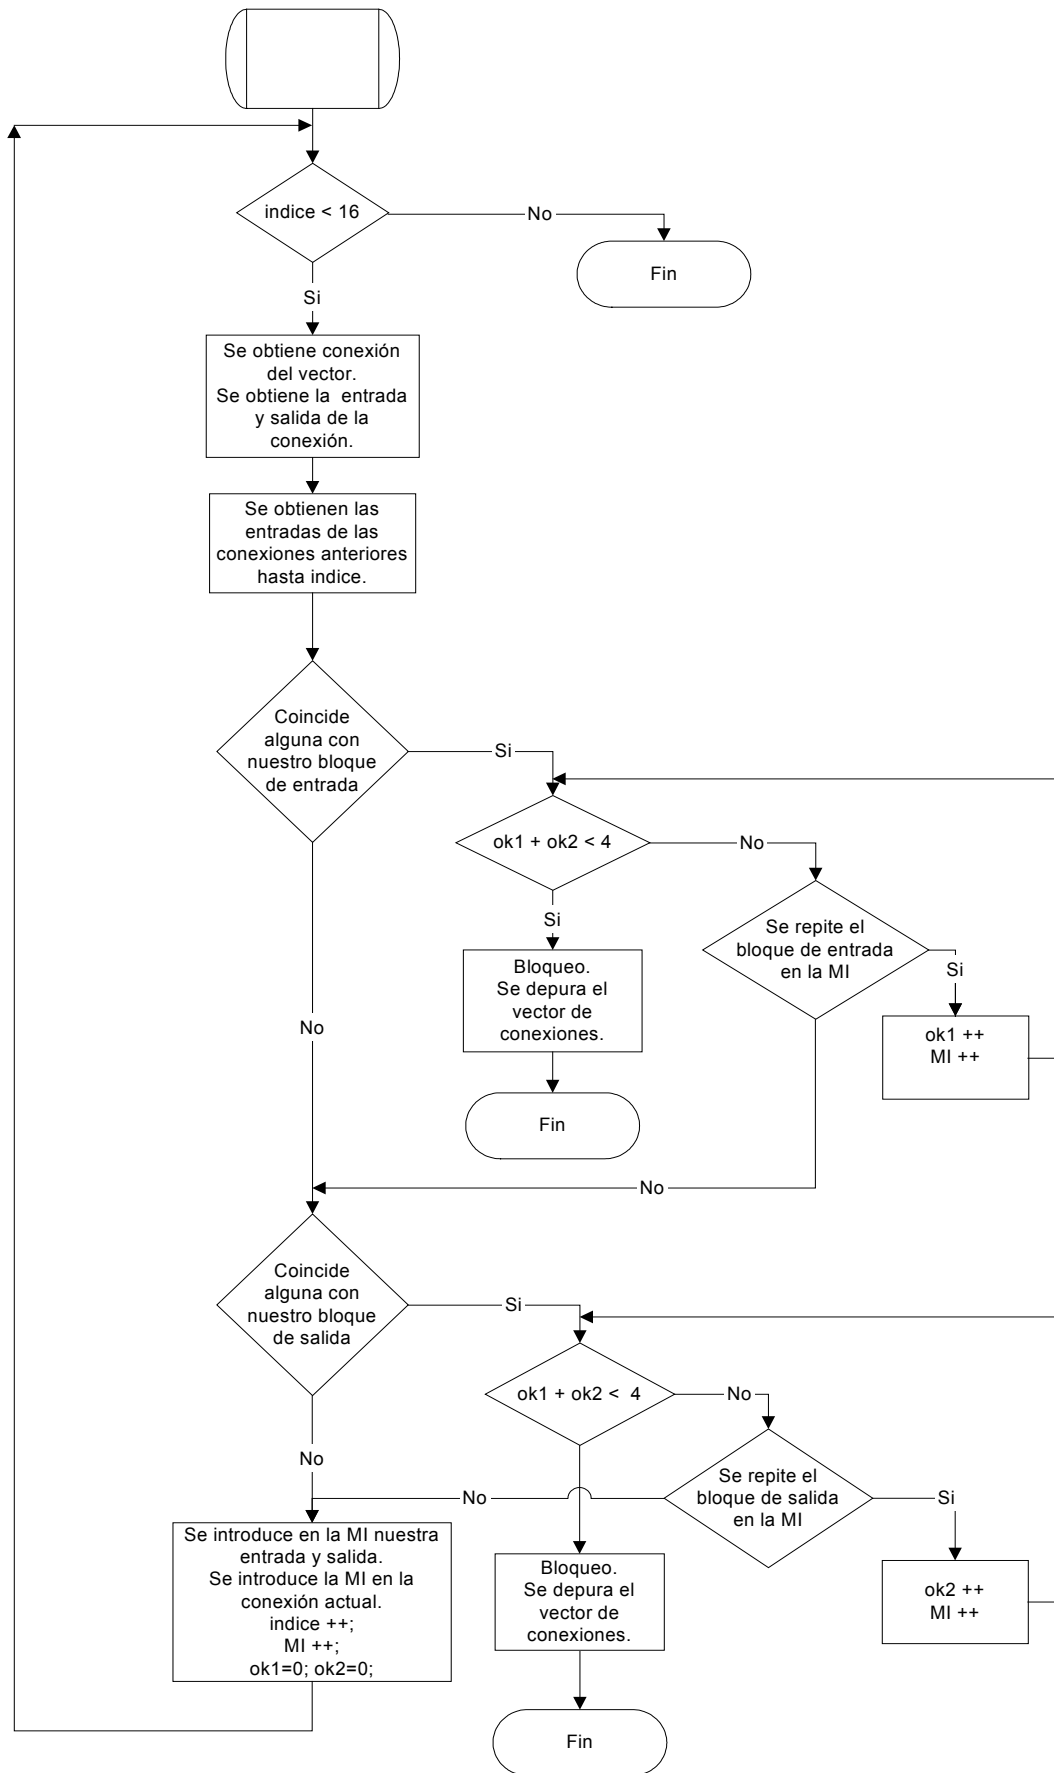 indice < 16
No
Fin
Si
Se obtiene conexión
del vector.
Se obtiene la entrada
y salida de la
conexión.
Se obtienen las
entradas de las
conexiones anteriores
hasta indice.
Coincide
alguna con
nuestro bloque
de entrada
Si
ok1 + ok2 < 4
No
Se repite el
bloque de entrada
en la MI
Si
Si
Bloqueo.
Se depura el
vector de
conexiones.
ok1 ++
MI ++
No
Fin
No
Coincide
alguna con
nuestro bloque
de salida
Si
ok1 + ok2 < 4
No
No
Se repite el
bloque de salida
en la MI
No
Si
Se introduce en la MI nuestra
entrada y salida.
Se introduce la MI en la
conexión actual.
indice ++;
MI ++;
ok1=0; ok2=0;
Bloqueo.
Se depura el
vector de
conexiones.
ok2 ++
MI ++
Fin